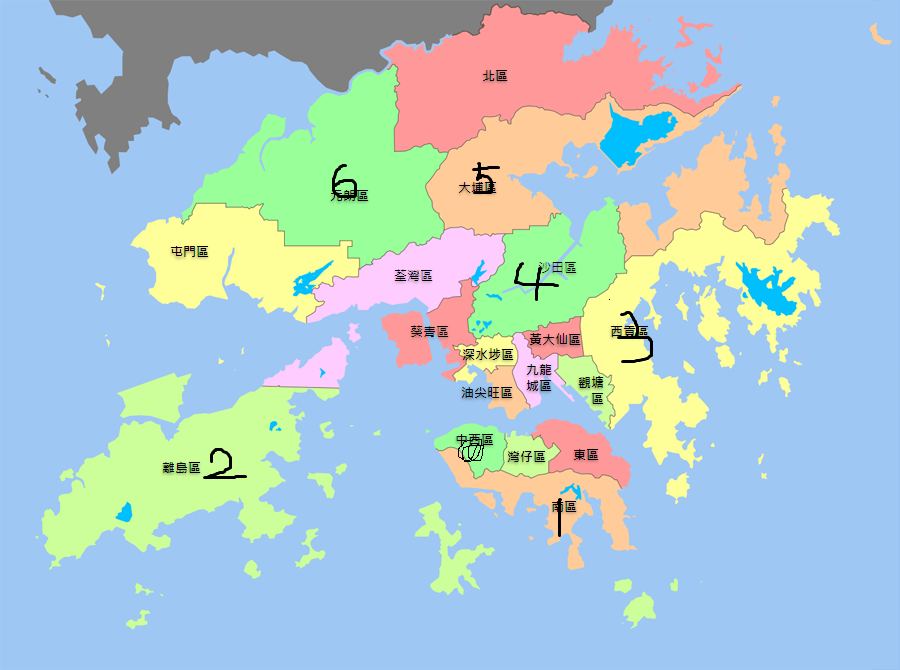 北區
5
大埔區
6
元朗區
屯門區
沙田區
4
荃灣區
葵青區
西貢區
3
黃大仙區
深水埗區
九龍
城區
油尖旺區
觀塘
區
中西區
灣仔區
東區
離島區
2
南區
1